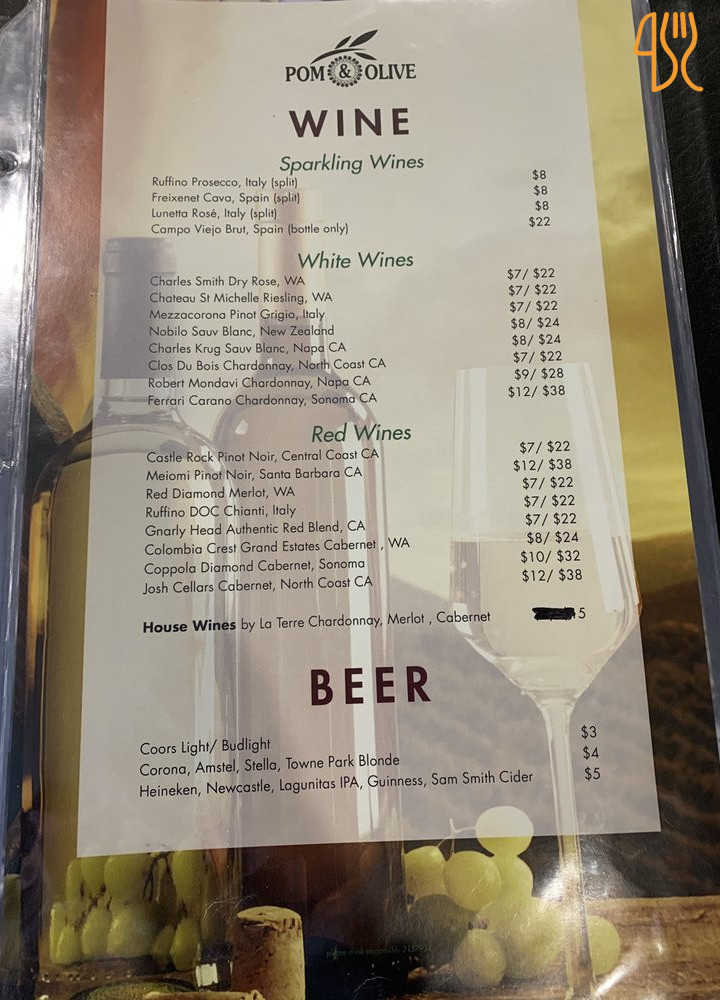 POM & OLIVE
WINE
Sparkling Wines
Ruffino Prosecco, Italy (split) $8
Freixenet Cava, Spain (split) $8
Lunetta Rosé, Italy (split) $8
Campo Viejo Brut, Spain (bottle only) $22
White Wines
Charles Smith Dry Rose, WA $7/ $22
Chateau St Michelle Riesling, WA $7/ $22
Mezzacorona Pinot Grigio, Italy $7/ $22
Nobilo Sauv Blanc, New Zealand $8/ $24
Charles Krug Sauv Blanc, Napa CA $8/ $24
Clos Du Bois Chardonnay, North Coast CA $7/ $22
Robert Mondavi Chardonnay, Napa CA $9/ $28
Ferrari Carano Chardonnay, Sonoma CA $12/ $38
Red Wines
Castle Rock Pinot Noir, Central Coast CA $7/ $22
Meiomi Pinot Noir, Santa Barbara CA $12/ $38
Red Diamond Merlot, WA $7/ $22
Ruffino DOC Chianti, Italy $7/ $22
Gnarly Head Authentic Red Blend, CA $7/ $22
Colombia Crest Grand Estates Cabernet , WA $8/ $24
Coppola Diamond Cabernet, Sonoma $10/ $32
Josh Cellars Cabernet, North Coast CA $12/ $38
House Wines by La Terre Chardonnay, Merlot , Cabernet 5
BEER
Coors Light/ Budlight $3
Corona, Amstel, Stella, Towne Park Blonde $4
Heineken, Newcastle, Lagunitas IPA, Guinness, Sam Smith Cider $5
please drink responsibly